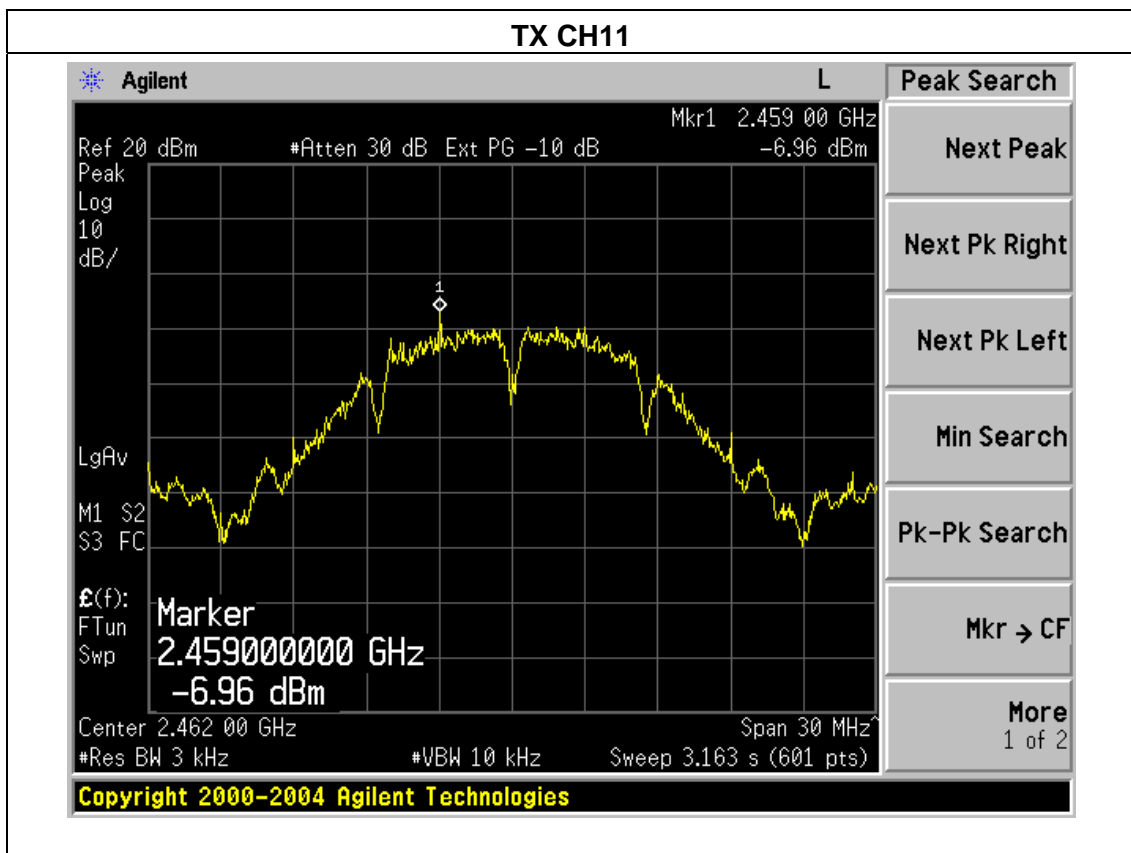 TX CH11
Agilent L Peak Search
Mkr1 2.459 00 GHz
Ref 20 dBm #Atten 30 dB Ext PG −10 dB −6.96 dBm
Peak
Log
10
dB/
1
LgAv
M1 S2
S3 FC
£(f):
FTun
Swp
Marker
2.459000000 GHz
−6.96 dBm
Center 2.462 00 GHz Span 30 MHz^
#Res BW 3 kHz #VBW 10 kHz Sweep 3.163 s (601 pts)
Copyright 2000−2004 Agilent Technologies
Next Peak
Next Pk Right
Next Pk Left
Min Search
Pk−Pk Search
Mkr → CF
More
1 of 2